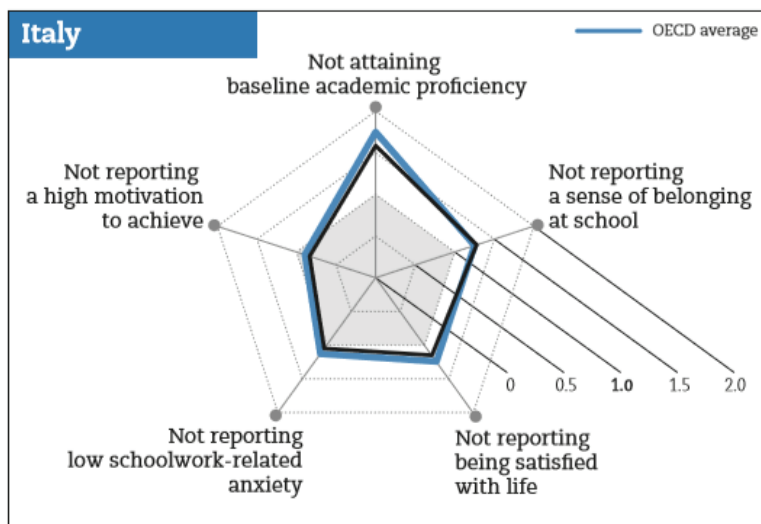 Italy
OECD average
Not attaining
baseline academic proficiency
Not reporting
a high motivation
to achieve
Not reporting
a sense of belonging
at school
0
0.5
1.0
1.5
2.0
Not reporting
low schoolwork-related
anxiety
Not reporting
being satisfied
with life